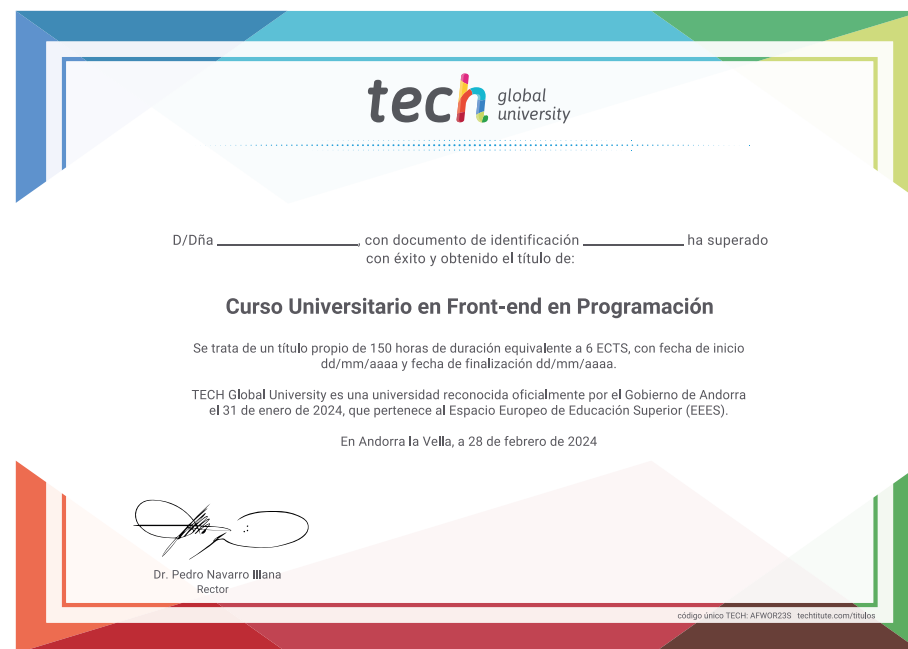 tech global
university
D/Dña ____________________, con documento de identificación ______________ ha superado
con éxito y obtenido el título de:
Curso Universitario en Front-end en Programación
Se trata de un título propio de 150 horas de duración equivalente a 6 ECTS, con fecha de inicio
dd/mm/aaaa y fecha de finalización dd/mm/aaaa.
TECH Global University es una universidad reconocida oficialmente por el Gobierno de Andorra
el 31 de enero de 2024, que pertenece al Espacio Europeo de Educación Superior (EEES).
En Andorra la Vella, a 28 de febrero de 2024
Dr. Pedro Navarro Illana
Rector
código único TECH: AFWOR23S techtitute.com/titulos